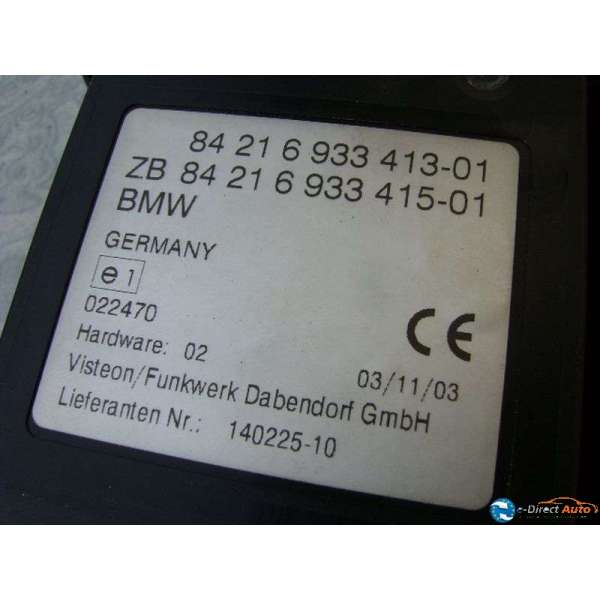 84 21 6 933 413-01
ZB 84 21 6 933 415-01
BMW
GERMANY
e 1
022470
CE
Hardware: 02
03/11/03
Visteon/Funkwerk Dabendorf GmbH
Lieferanten Nr.: 140225-10
e-Direct Auto